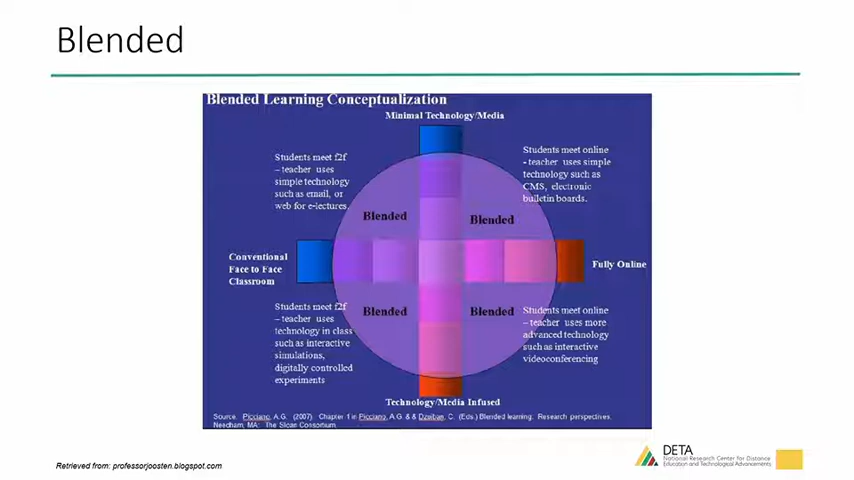 Blended
Blended Learning Conceptualization
Minimal Technology/Media
Students meet f2f
– teacher uses
simple technology
such as email, or
web for e-lectures.
Students meet online
- teacher uses simple
technology such as
CMS, electronic
bulletin boards.
Blended
Blended
Conventional
Face to Face
Classroom
Fully Online
Students meet f2f
– teacher uses
technology in class
such as interactive
simulations,
digitally controlled
experiments
Blended
Blended
Students meet online
– teacher uses more
advanced technology
such as interactive
videoconferencing
Technology/Media Infused
Source. Picciano, A.G. (2007). Chapter 1 in Picciano, A.G. & & Dziuban, C. (Eds.) Blended learning: Research perspectives.
Needham, MA: The Sloan Consortium.
Retrieved from: professorjoosten.blogspot.com
DETA
National Research Center for Distance
Education and Technological Advancements